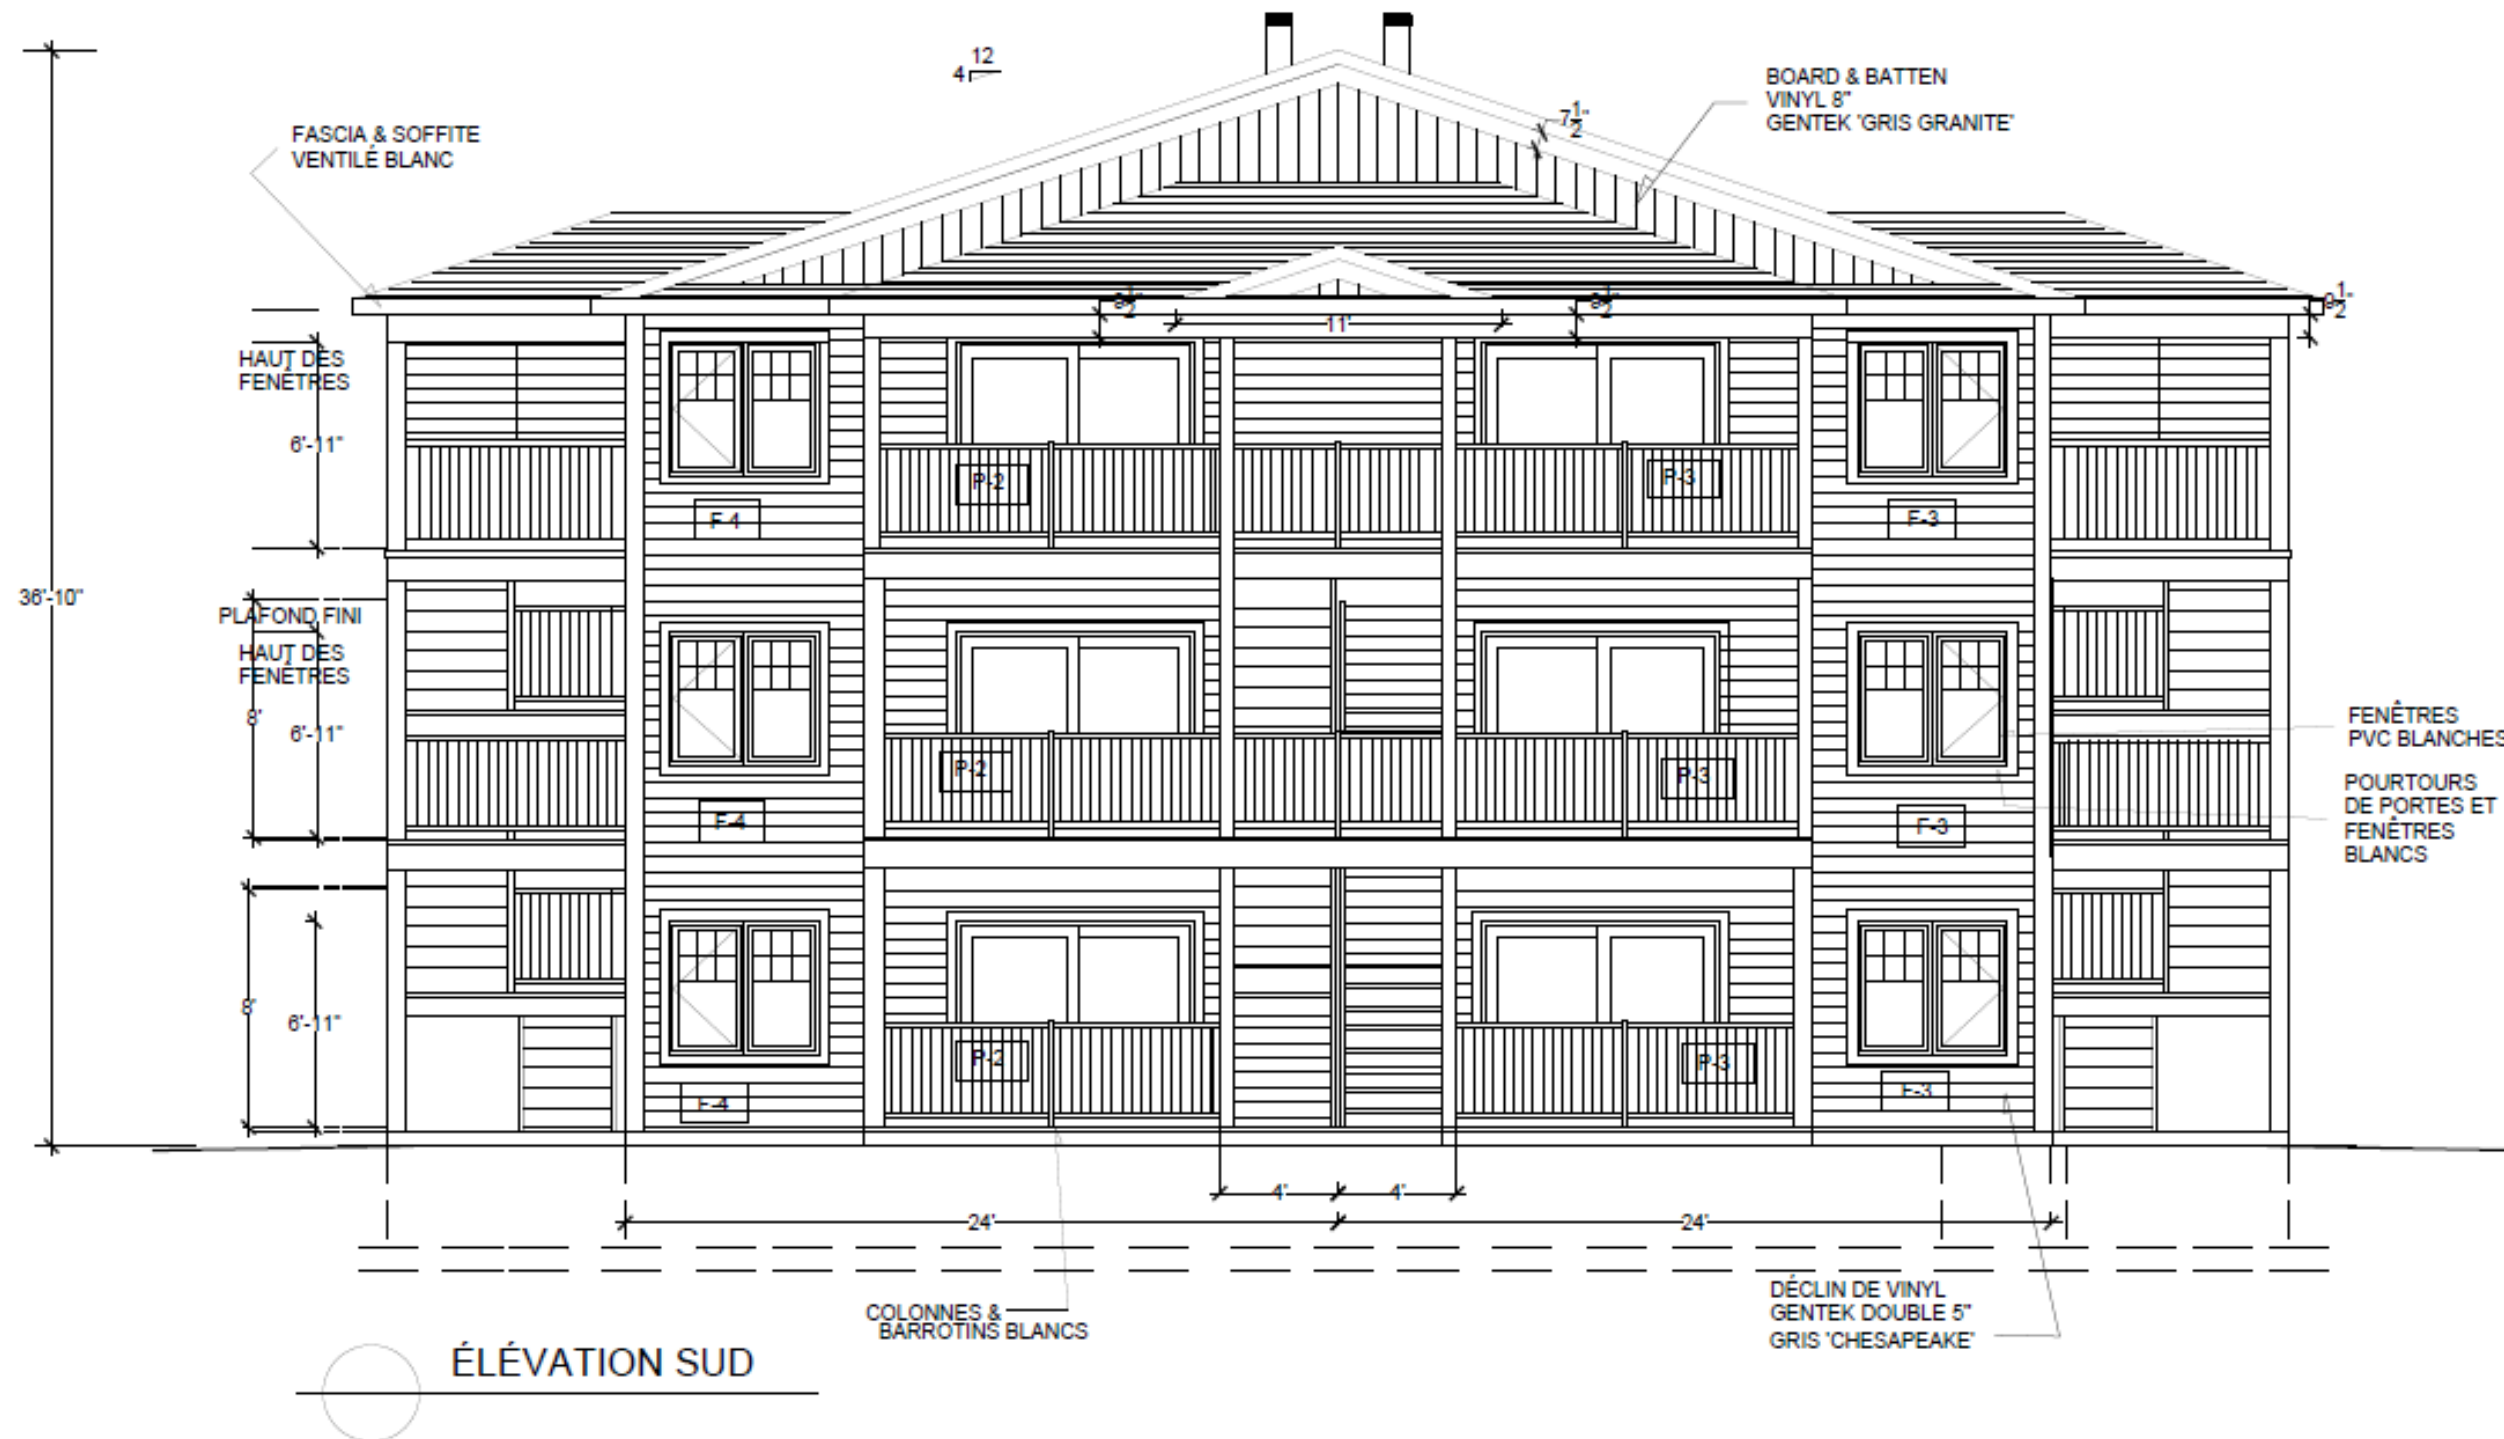 12
4
BOARD & BATTEN
VINYL 8"
GENTEK "GRIS GRANITE"
7 1/2"
FASCIA & SOFFITE
VENTILÉ BLANC
8 1/2"
11'
8 1/2"
9 1/2"
HAUT DES
FENÊTRES
6'-11"
P-2
P-3
F-4
F-3
36'-10"
PLAFOND FINI
HAUT DES
FENÊTRES
8'
6'-11"
FENÊTRES
PVC BLANCHES
P-2
P-3
POURTOURS
DE PORTES ET
FENÊTRES
BLANCS
F-4
F-3
8'
6'-11"
P-2
P-3
F-4
F-3
4'
4'
24'
24'
COLONNES &
BARROTINS BLANCS
DÉCLIN DE VINYL
GENTEK DOUBLE 5"
GRIS "CHESAPEAKE"
ÉLÉVATION SUD